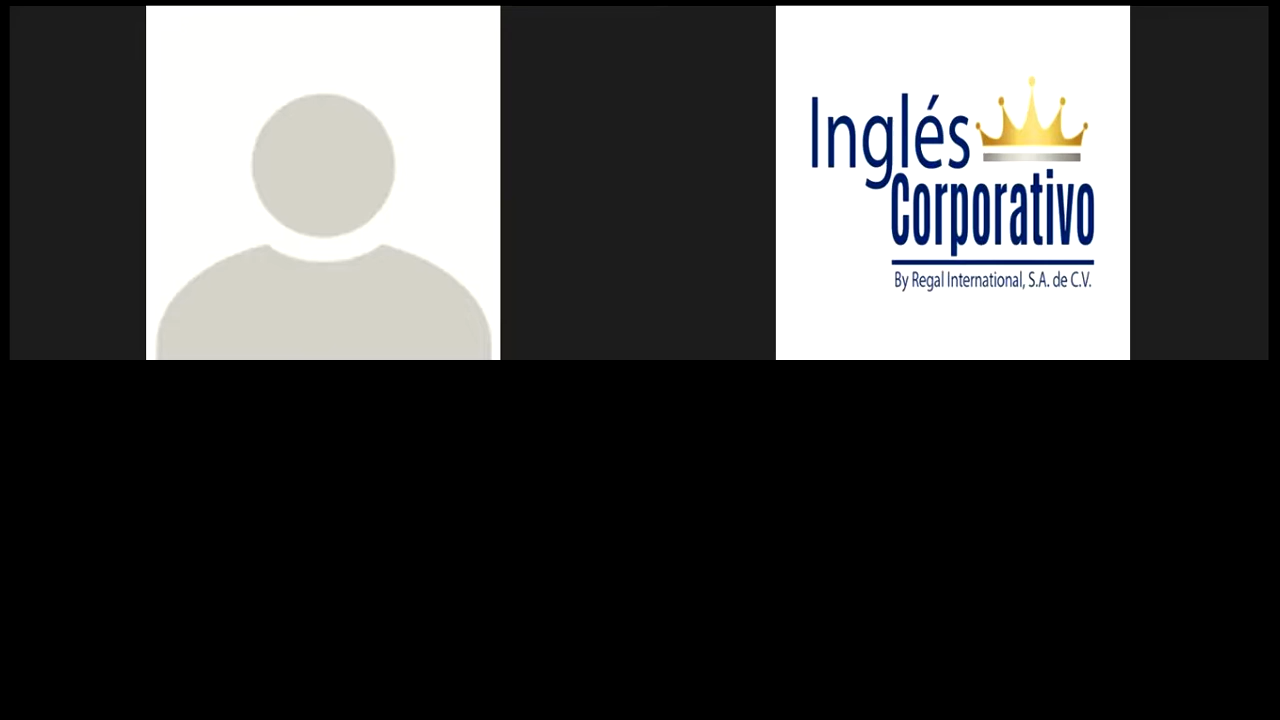 Inglés
Corporativo
By Regal International, S.A. de C.V.